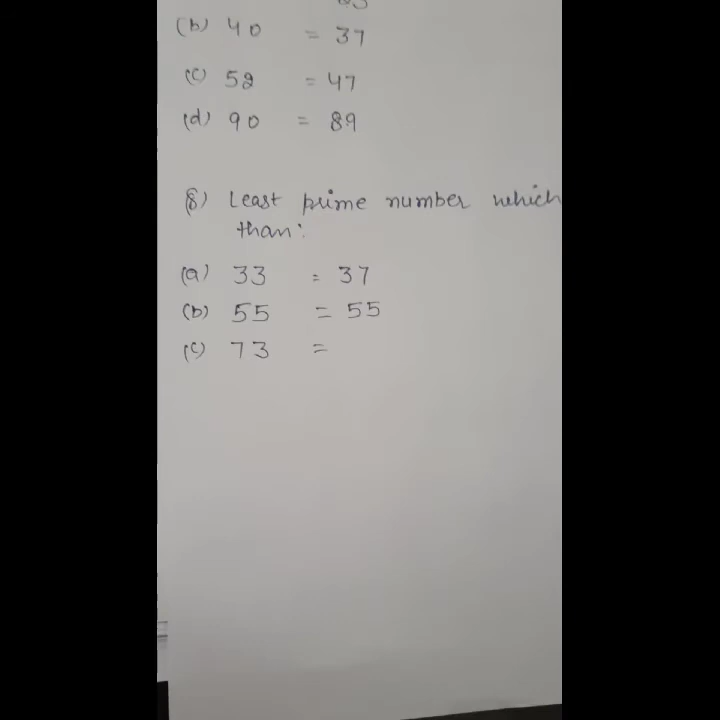 (b) 40 = 37
(c) 52 = 47
(d) 90 = 89
(8) Least prime number which
than:
(a) 33 = 37
(b) 55 = 55
(c) 73 =